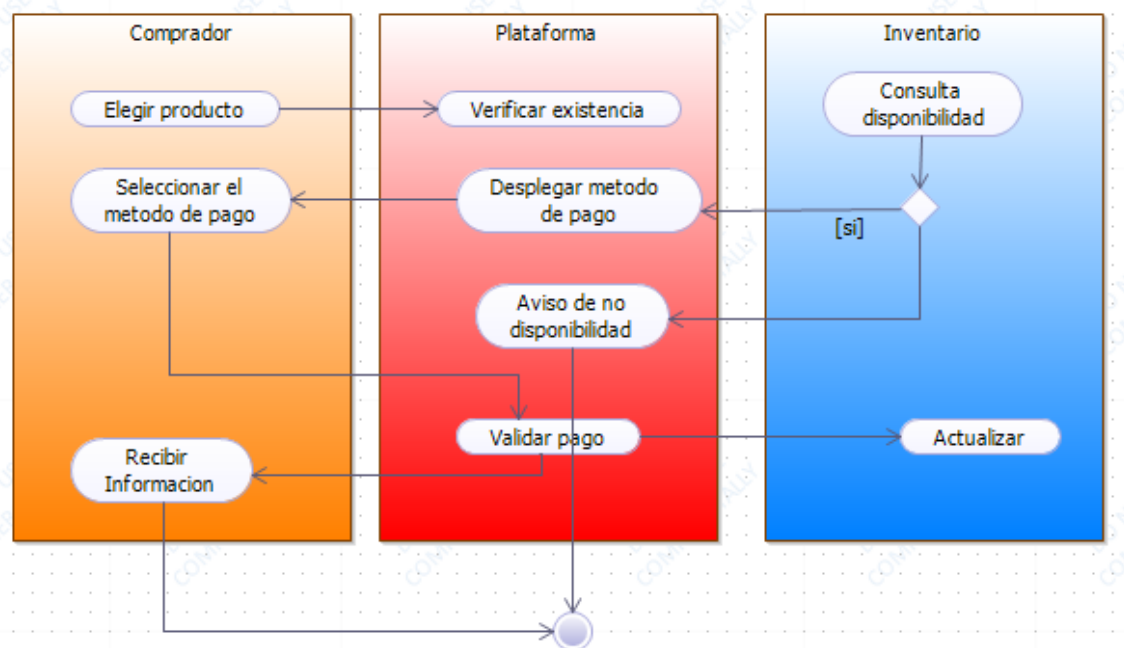 Comprador
Plataforma
Inventario
Elegir producto
Verificar existencia
Consulta
disponibilidad
Seleccionar el
metodo de pago
Desplegar metodo
de pago
[si]
Aviso de no
disponibilidad
Validar pago
Actualizar
Recibir
Informacion